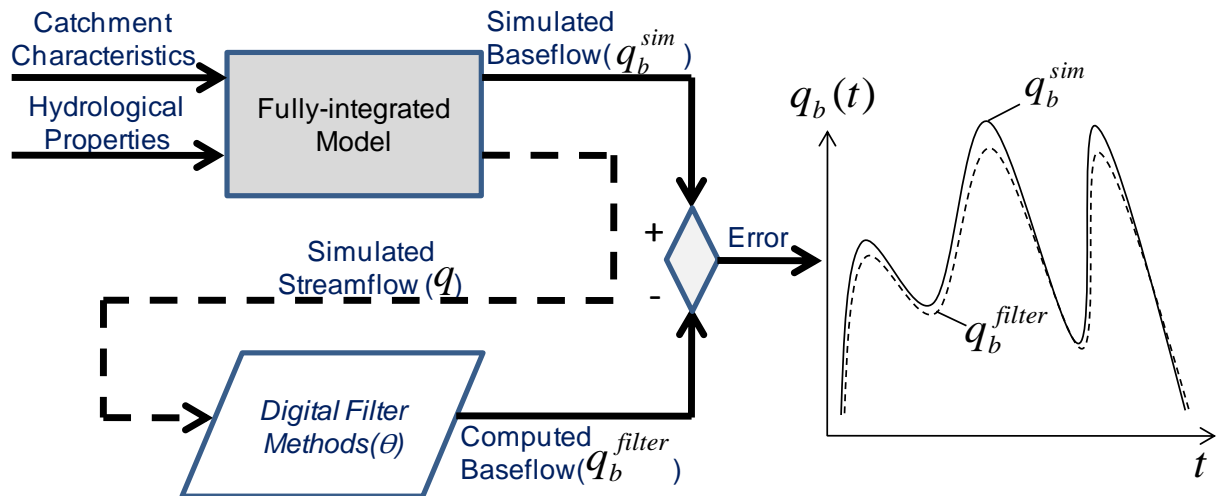 Catchment
Characteristics
Hydrological
Properties
Fully-integrated
Model
Simulated
Baseflow(q_b^{sim})
+
-
Error
Simulated
Streamflow (q)
Digital Filter
Methods(θ)
Computed
Baseflow(q_b^{filter})
q_b(t)
q_b^{sim}
q_b^{filter}
t